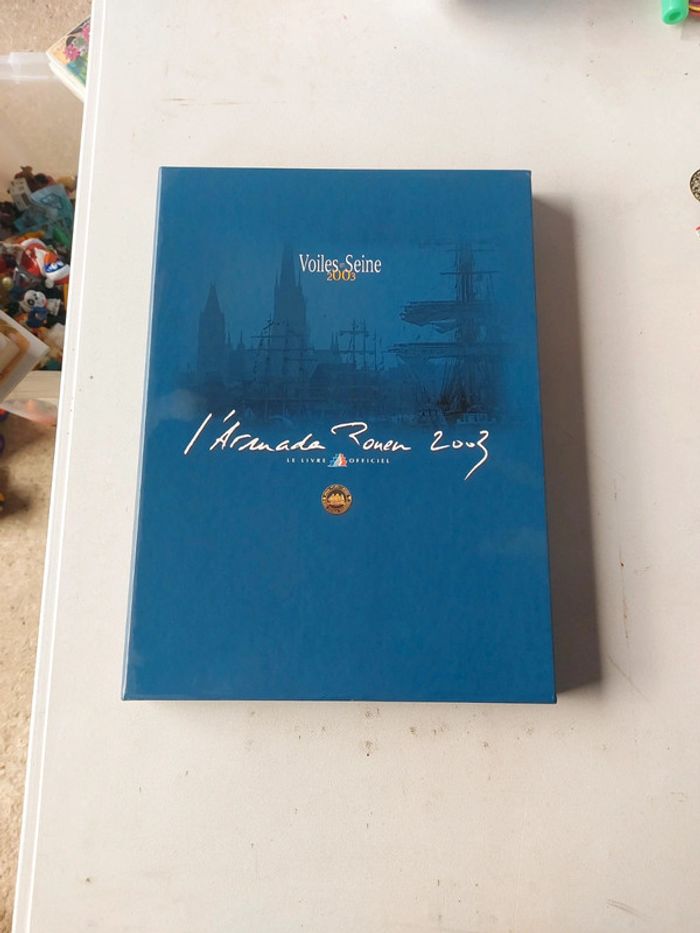 Voiles Seine
2003
l'Armada Rouen 2003
LE LIVRE OFFICIEL